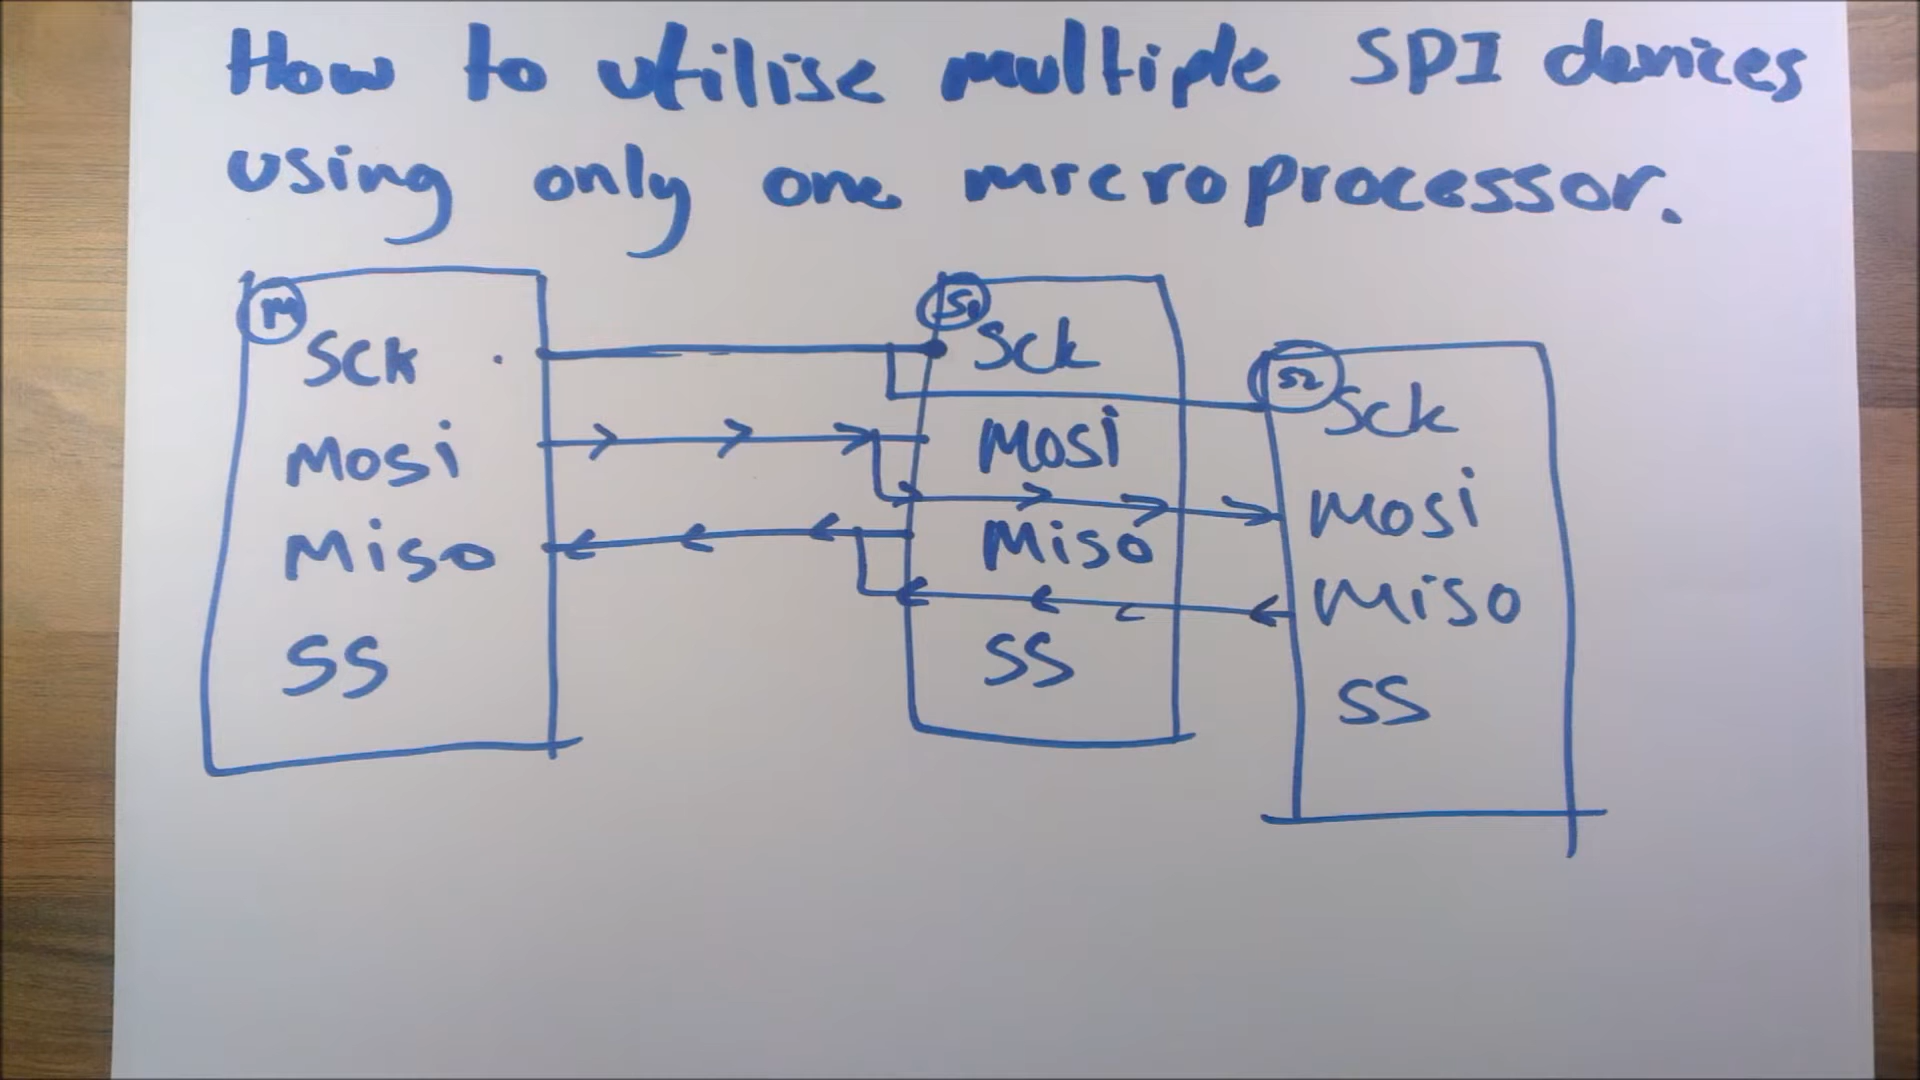 How to utilise multiple SPI devices
using only one microprocessor.
M
SCK
MOSi
Miso
SS
S1
SCK
MOSi
Miso
SS
S2
SCK
MOSi
Miso
SS